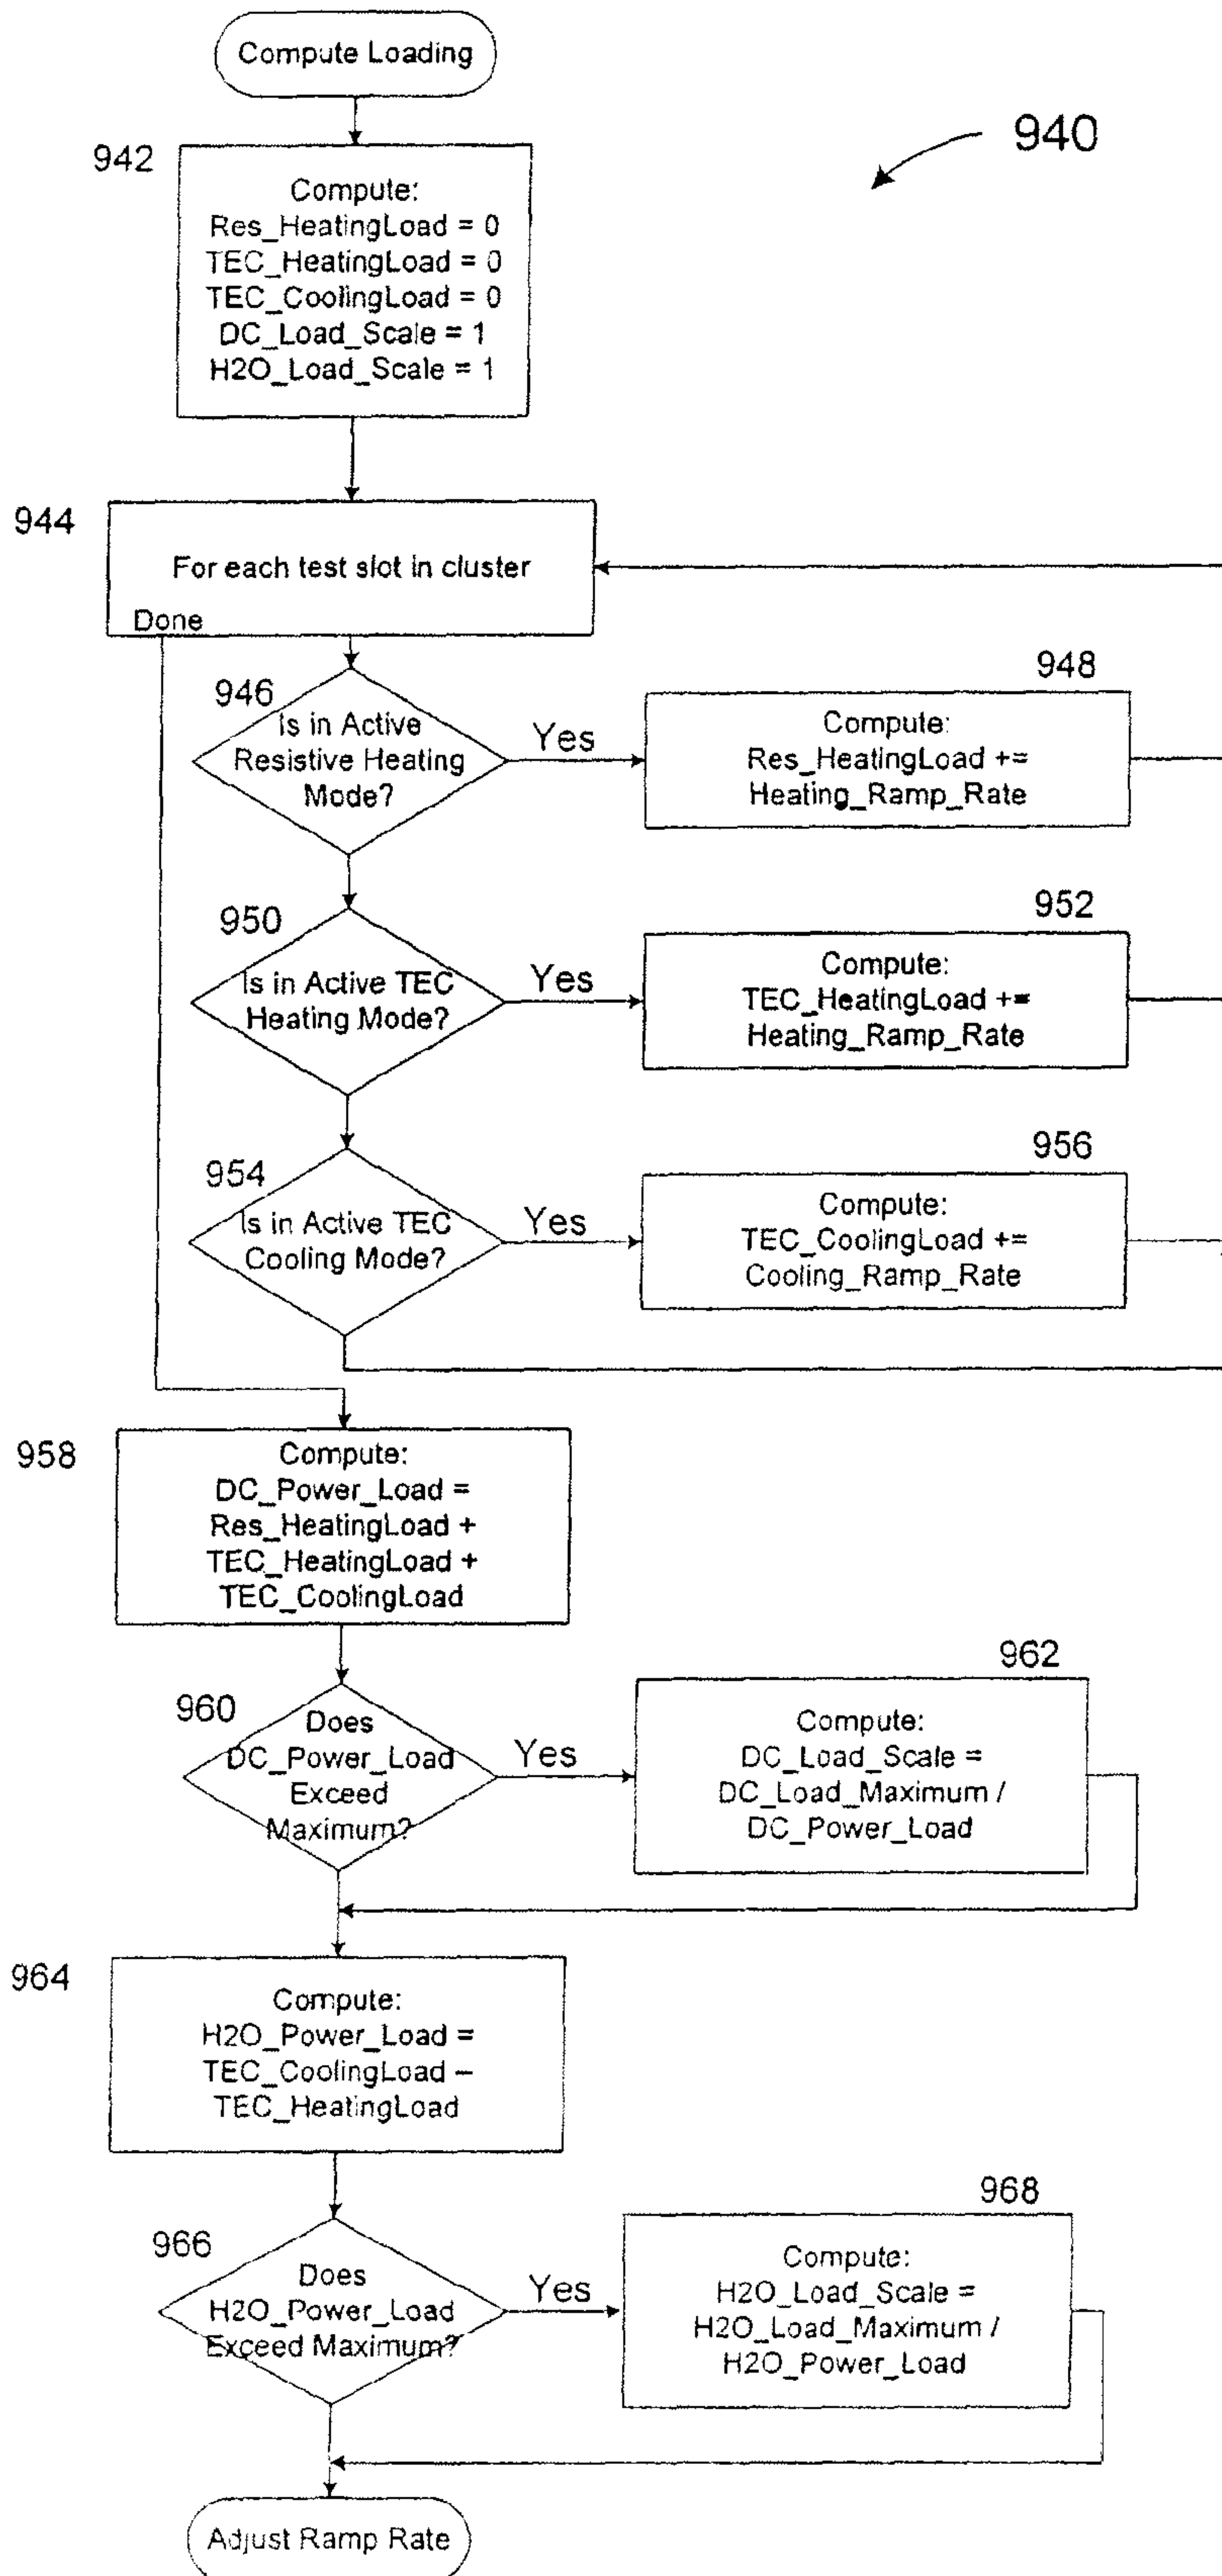 Compute Loading
940
942
Compute:
Res_HeatingLoad = 0
TEC_HeatingLoad = 0
TEC_CoolingLoad = 0
DC_Load_Scale = 1
H2O_Load_Scale = 1
944
For each test slot in cluster
Done
946
Is in Active
Resistive Heating
Mode?
Yes
948
Compute:
Res_HeatingLoad +=
Heating_Ramp_Rate
950
Is in Active TEC
Heating Mode?
Yes
952
Compute:
TEC_HeatingLoad +=
Heating_Ramp_Rate
954
Is in Active TEC
Cooling Mode?
Yes
956
Compute:
TEC_CoolingLoad +=
Cooling_Ramp_Rate
958
Compute:
DC_Power_Load =
Res_HeatingLoad +
TEC_HeatingLoad +
TEC_CoolingLoad
960
Does
DC_Power_Load
Exceed
Maximum?
Yes
962
Compute:
DC_Load_Scale =
DC_Load_Maximum /
DC_Power_Load
964
Compute:
H2O_Power_Load =
TEC_CoolingLoad –
TEC_HeatingLoad
966
Does
H2O_Power_Load
Exceed Maximum?
Yes
968
Compute:
H2O_Load_Scale =
H2O_Load_Maximum /
H2O_Power_Load
Adjust Ramp Rate